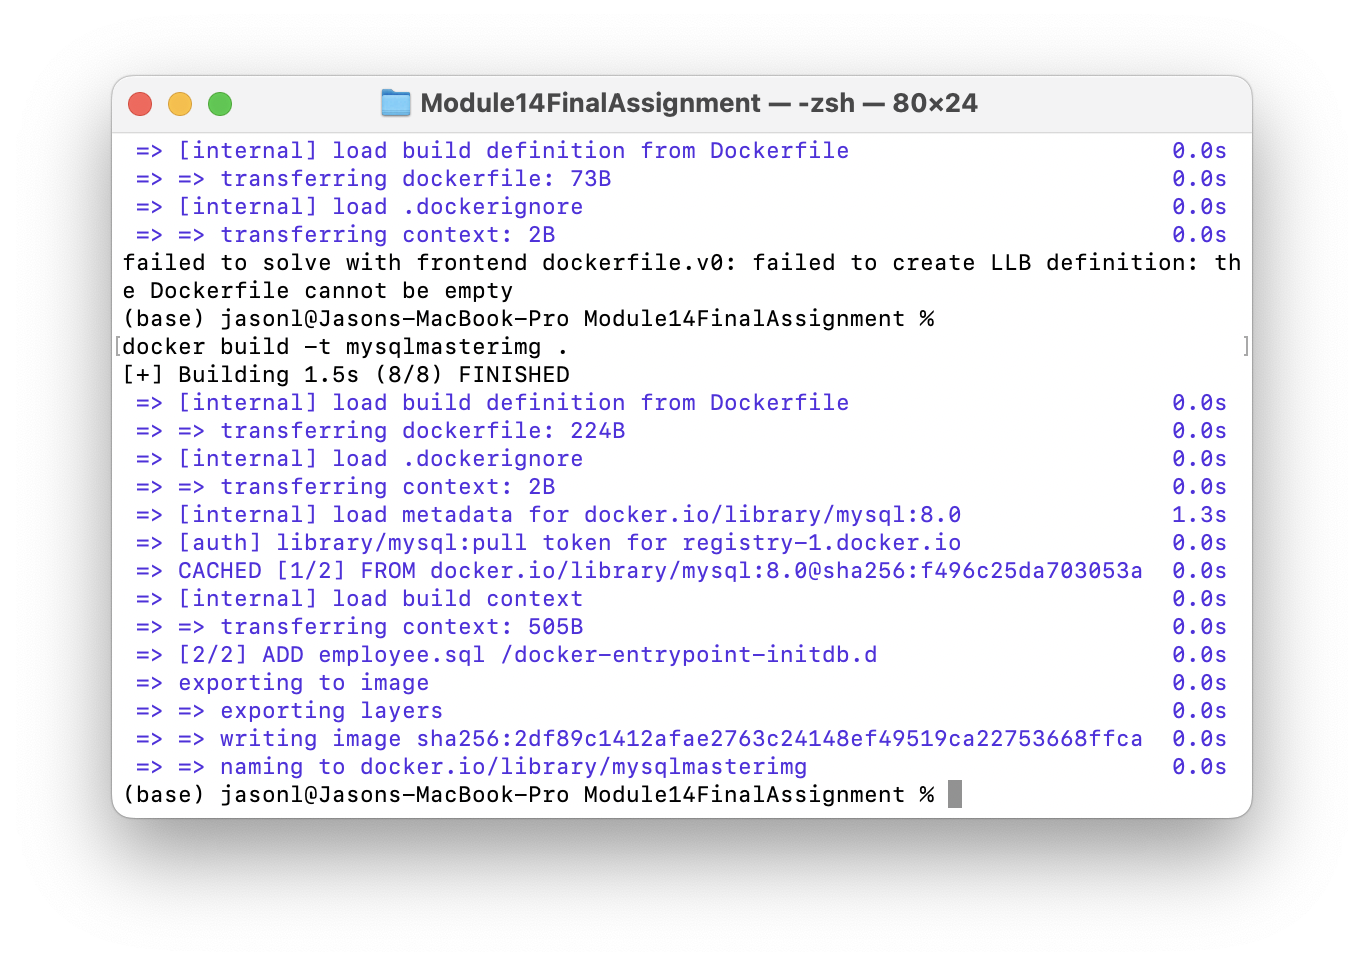 Module14FinalAssignment — -zsh — 80×24
=> [internal] load build definition from Dockerfile 0.0s
=> => transferring dockerfile: 73B 0.0s
=> [internal] load .dockerignore 0.0s
=> => transferring context: 2B 0.0s
failed to solve with frontend dockerfile.v0: failed to create LLB definition: th
e Dockerfile cannot be empty
(base) jasonl@Jasons-MacBook-Pro Module14FinalAssignment %
[docker build -t mysqlmasterimg . ]
[+] Building 1.5s (8/8) FINISHED
=> [internal] load build definition from Dockerfile 0.0s
=> => transferring dockerfile: 224B 0.0s
=> [internal] load .dockerignore 0.0s
=> => transferring context: 2B 0.0s
=> [internal] load metadata for docker.io/library/mysql:8.0 1.3s
=> [auth] library/mysql:pull token for registry-1.docker.io 0.0s
=> CACHED [1/2] FROM docker.io/library/mysql:8.0@sha256:f496c25da703053a 0.0s
=> [internal] load build context 0.0s
=> => transferring context: 505B 0.0s
=> [2/2] ADD employee.sql /docker-entrypoint-initdb.d 0.0s
=> exporting to image 0.0s
=> => exporting layers 0.0s
=> => writing image sha256:2df89c1412afae2763c24148ef49519ca22753668ffca 0.0s
=> => naming to docker.io/library/mysqlmasterimg 0.0s
(base) jasonl@Jasons-MacBook-Pro Module14FinalAssignment %